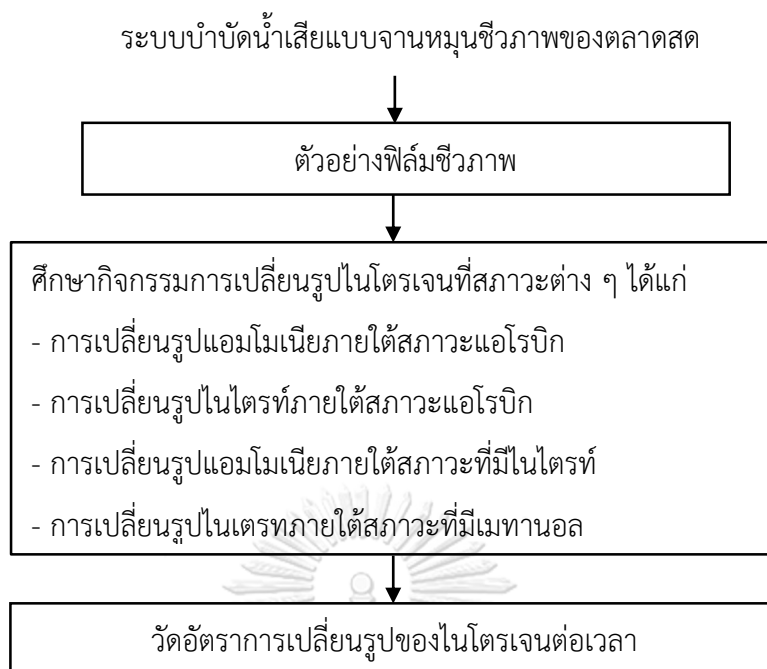 ระบบบำบัดน้ำเสียแบบจานหมุนชีวภาพของตลาดสด
ตัวอย่างฟิล์มชีวภาพ
ศึกษากิจกรรมการเปลี่ยนรูปไนโตรเจนที่สภาวะต่าง ๆ ได้แก่
- การเปลี่ยนรูปแอมโมเนียภายใต้สภาวะแอโรบิก
- การเปลี่ยนรูปไนไตรท์ภายใต้สภาวะแอโรบิก
- การเปลี่ยนรูปแอมโมเนียภายใต้สภาวะที่มีไนไตรท์
- การเปลี่ยนรูปไนเตรทภายใต้สภาวะที่มีเมทานอล
วัดอัตราการเปลี่ยนรูปของไนโตรเจนต่อเวลา